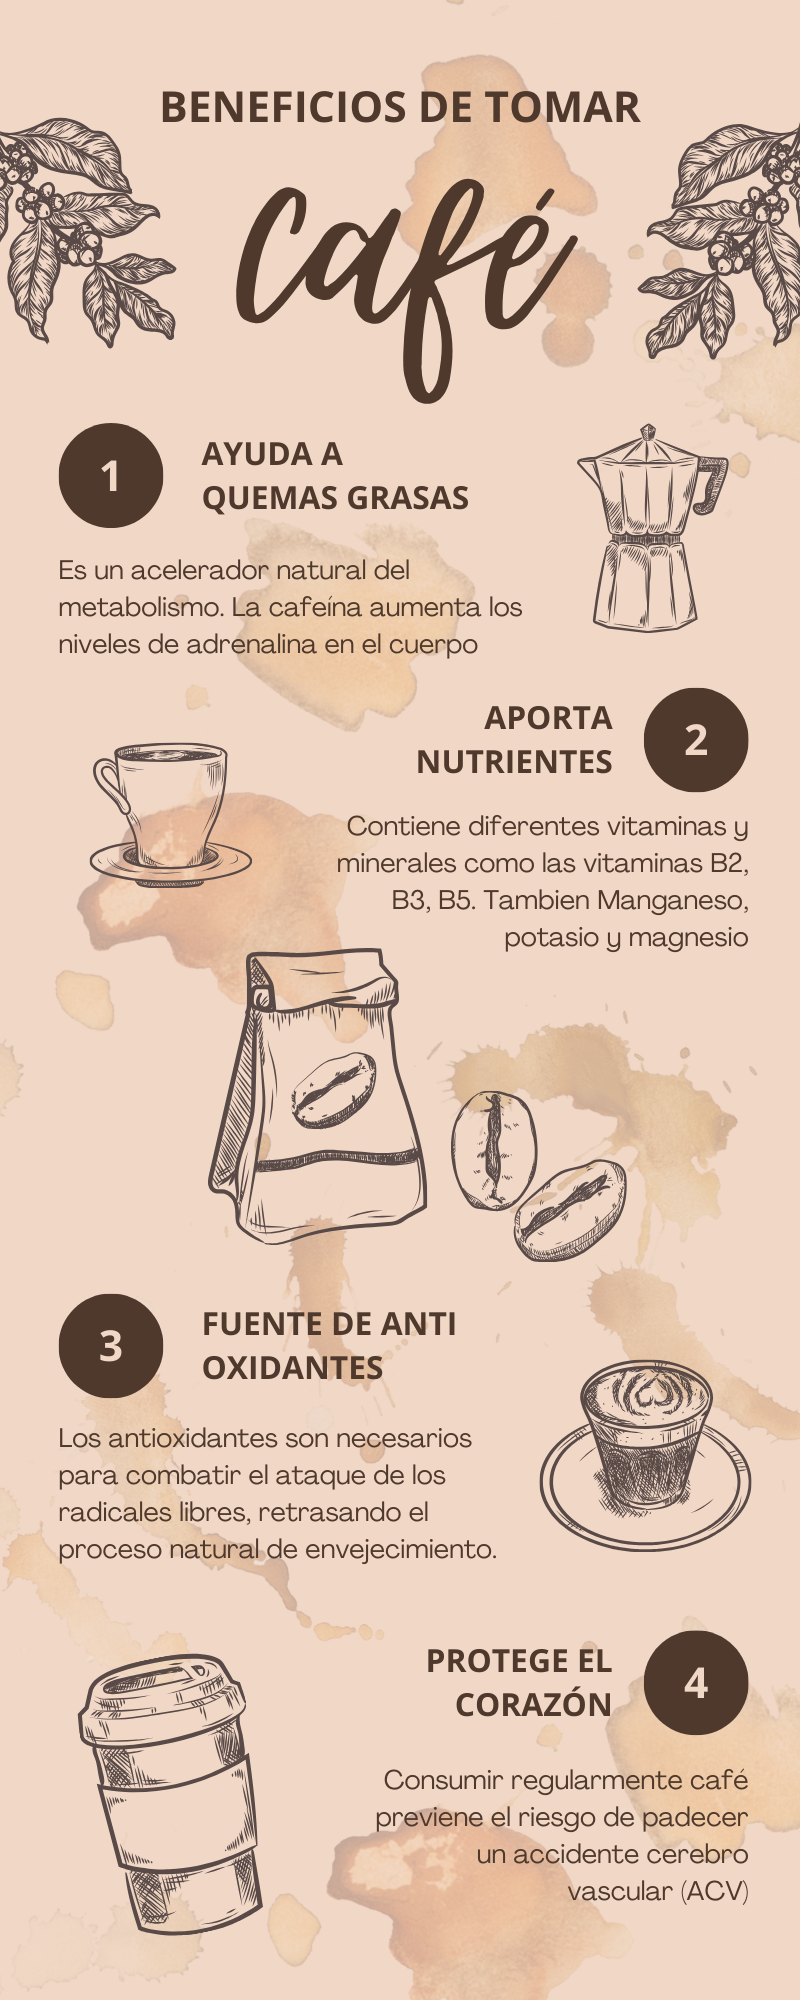 BENEFICIOS DE TOMAR
café
1
AYUDA A
QUEMAS GRASAS
Es un acelerador natural del
metabolismo. La cafeína aumenta los
niveles de adrenalina en el cuerpo
APORTA
NUTRIENTES
2
Contiene diferentes vitaminas y
minerales como las vitaminas B2,
B3, B5. Tambien Manganeso,
potasio y magnesio
3
FUENTE DE ANTI
OXIDANTES
Los antioxidantes son necesarios
para combatir el ataque de los
radicales libres, retrasando el
proceso natural de envejecimiento.
PROTEGE EL
CORAZÓN
4
Consumir regularmente café
previene el riesgo de padecer
un accidente cerebro
vascular (ACV)